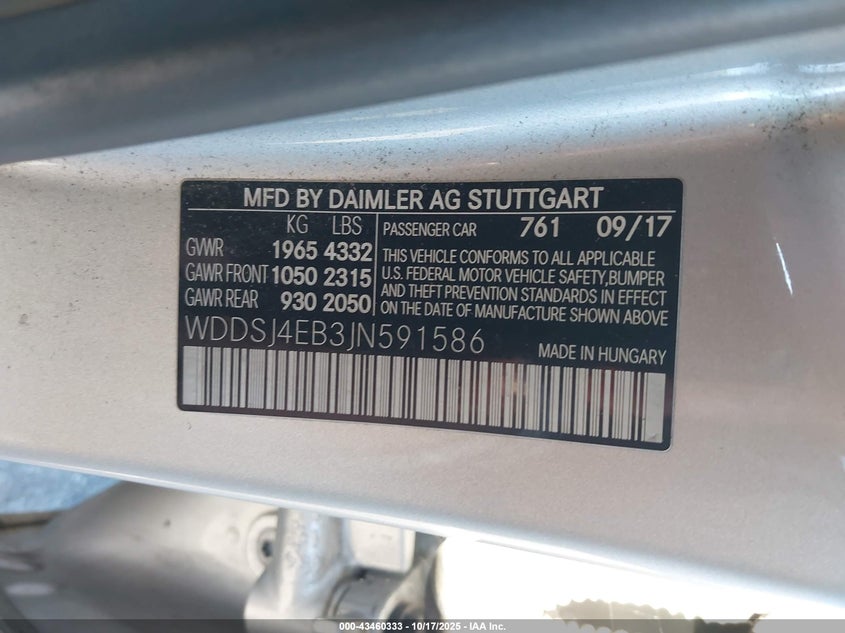 MFD BY DAIMLER AG STUTTGART
KG LBS
GVWR 1965 4332
GAWR FRONT 1050 2315
GAWR REAR 930 2050
PASSENGER CAR 761 09/17
THIS VEHICLE CONFORMS TO ALL APPLICABLE
U.S. FEDERAL MOTOR VEHICLE SAFETY,BUMPER
AND THEFT PREVENTION STANDARDS IN EFFECT
ON THE DATE OF MANUFACTURE SHOWN ABOVE
WDDSJ4EB3JN591586
MADE IN HUNGARY
000-43460333 - 10/17/2025 - IAA Inc.